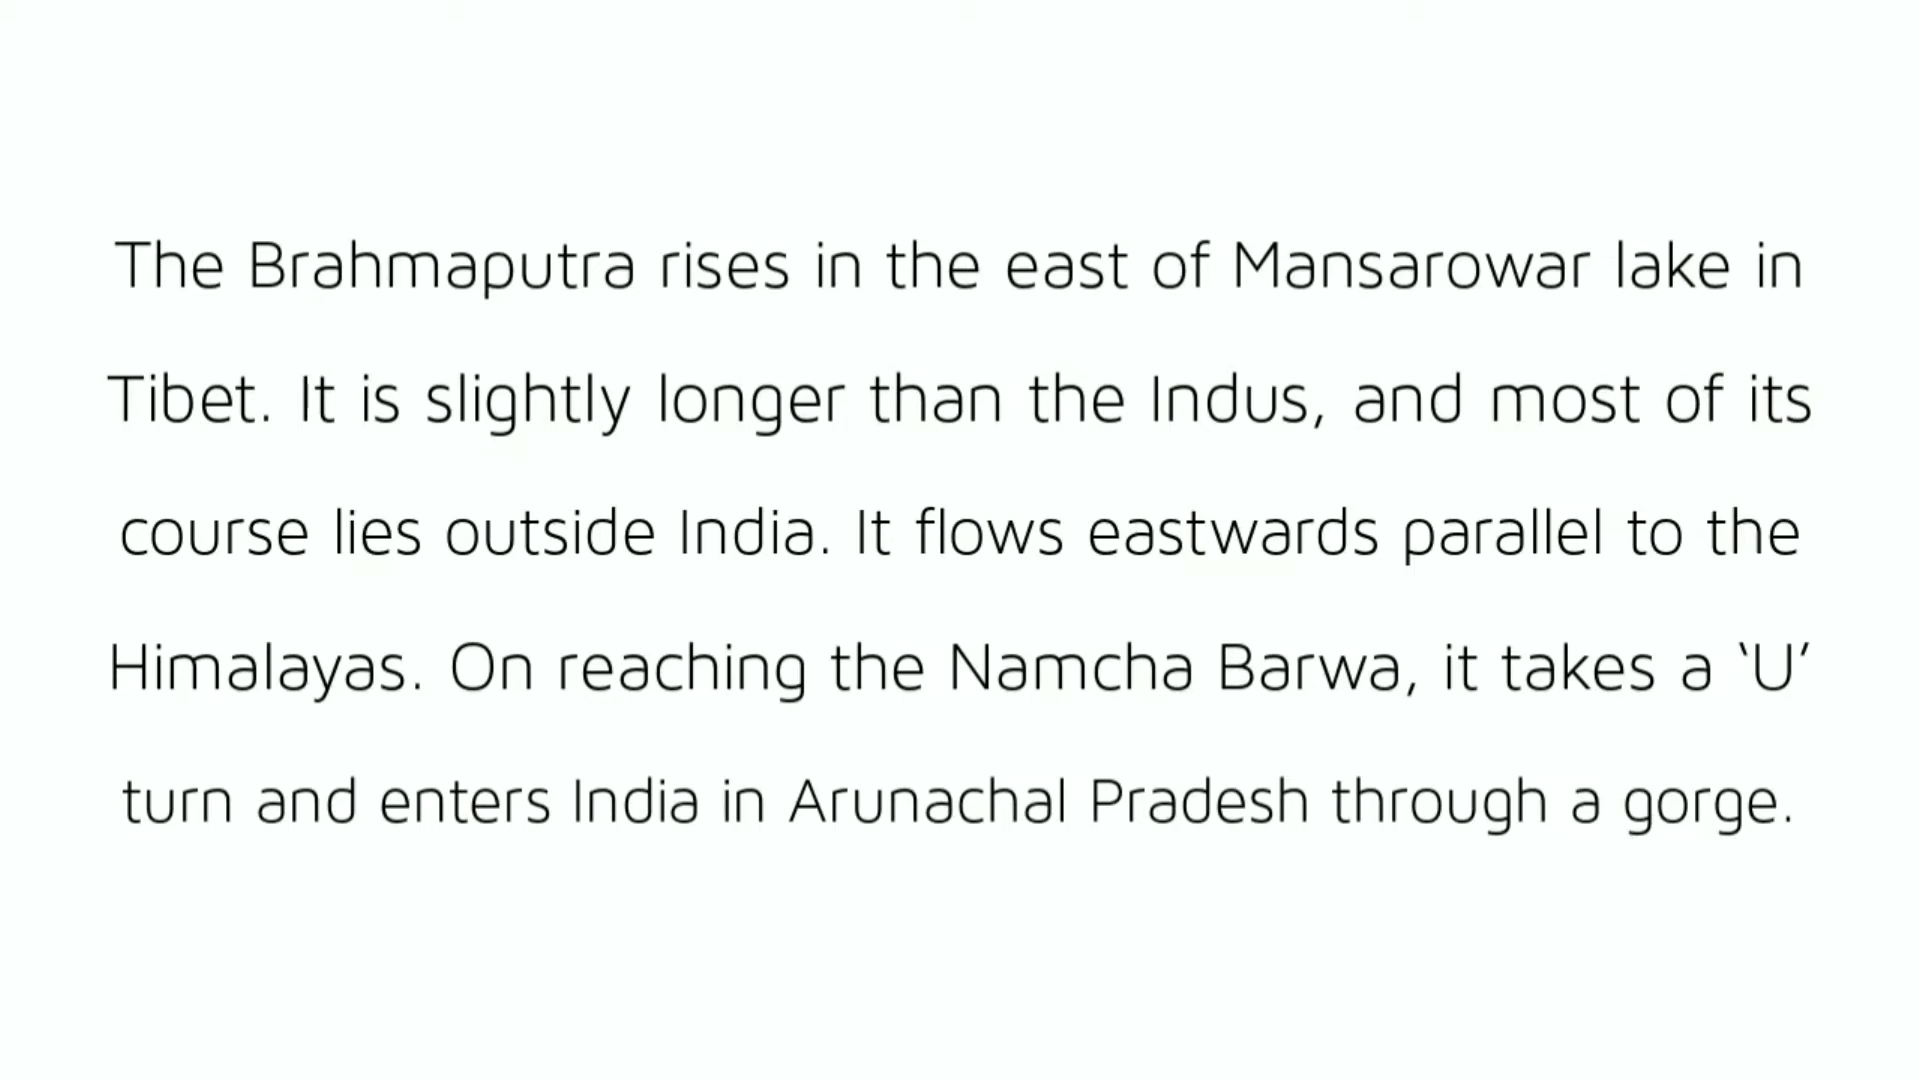 The Brahmaputra rises in the east of Mansarowar lake in
Tibet. It is slightly longer than the Indus, and most of its
course lies outside India. It flows eastwards parallel to the
Himalayas. On reaching the Namcha Barwa, it takes a ‘U’
turn and enters India in Arunachal Pradesh through a gorge.